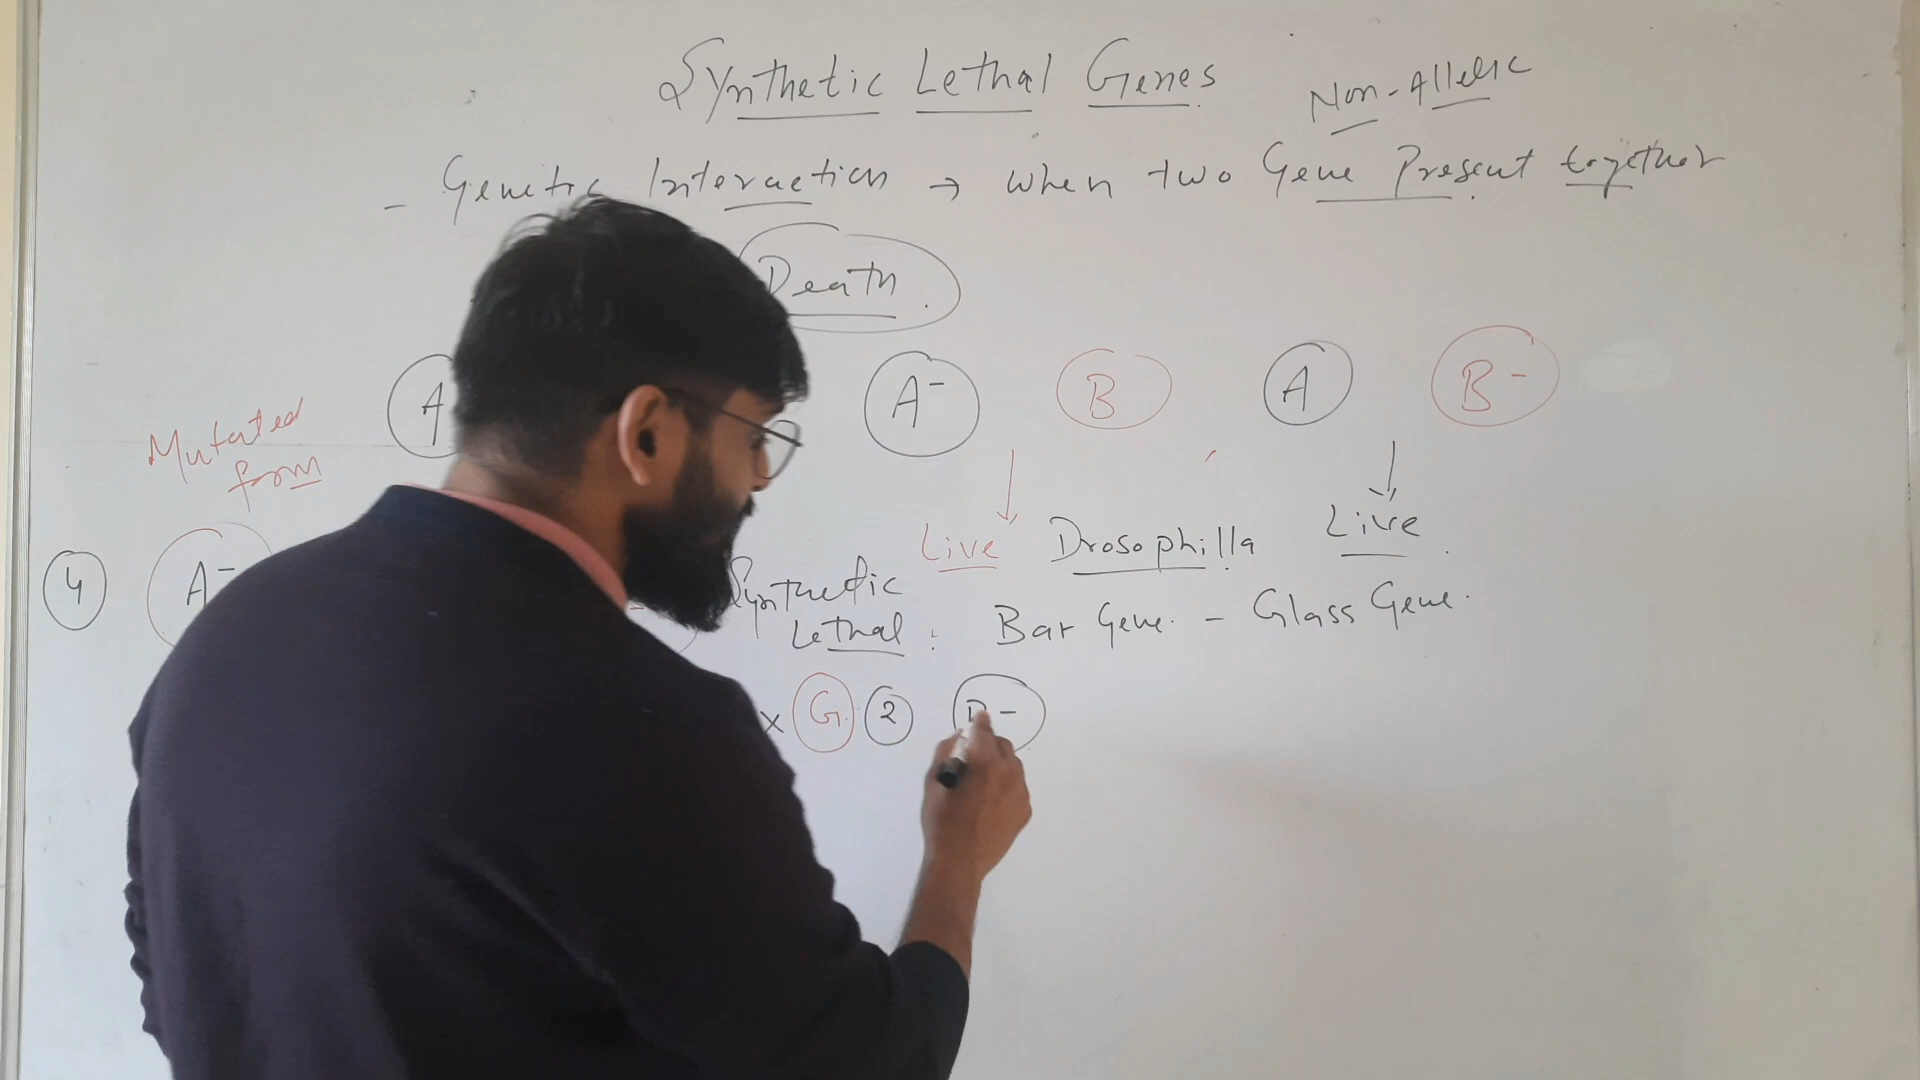 Synthetic Lethal Genes Non-Allelic
- Genetic Interaction → When two Gene Present together
Death.
A A- B A B-
Mutated
form
Live Drosophilla Live.
4 A- Synthetic
Lethal: Bar Gene. - Glass Gene.
x G. 2 B-